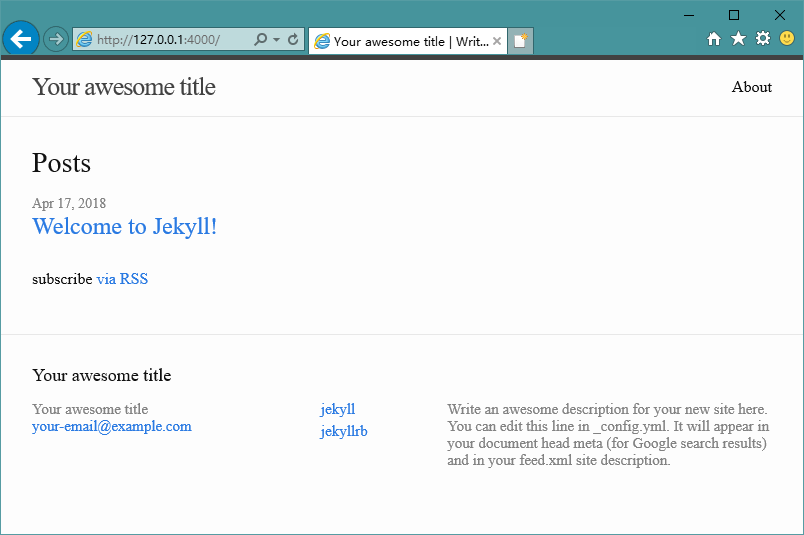 http://127.0.0.1:4000/
Your awesome title | Writ...
Your awesome title
About
Posts
Apr 17, 2018
Welcome to Jekyll!
subscribe via RSS
Your awesome title
Your awesome title
your-email@example.com
jekyll
jekyllrb
Write an awesome description for your new site here.
You can edit this line in _config.yml. It will appear in
your document head meta (for Google search results)
and in your feed.xml site description.